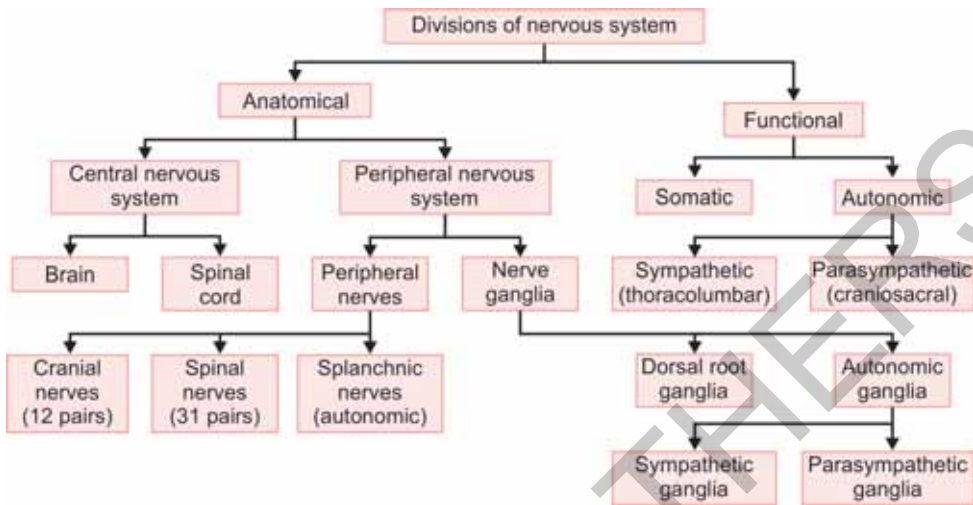 Divisions of nervous system
Anatomical
Functional
Central nervous
system
Peripheral nervous
system
Somatic
Autonomic
Brain
Spinal
cord
Peripheral
nerves
Nerve
ganglia
Sympathetic
(thoracolumbar)
Parasympathetic
(craniosacral)
Cranial
nerves
(12 pairs)
Spinal
nerves
(31 pairs)
Splanchnic
nerves
(autonomic)
Dorsal root
ganglia
Autonomic
ganglia
Sympathetic
ganglia
Parasympathetic
ganglia
THERS